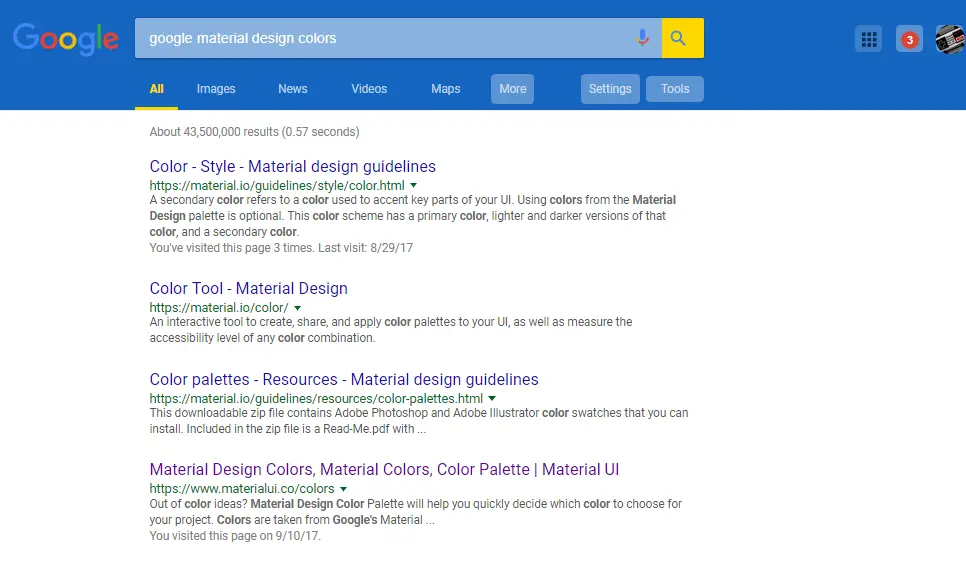 Google
google material design colors
3
All Images News Videos Maps More Settings Tools
About 43,500,000 results (0.57 seconds)
Color - Style - Material design guidelines
https://material.io/guidelines/style/color.html
A secondary color refers to a color used to accent key parts of your UI. Using colors from the Material
Design palette is optional. This color scheme has a primary color, lighter and darker versions of that
color, and a secondary color.
You've visited this page 3 times. Last visit: 8/29/17
Color Tool - Material Design
https://material.io/color/
An interactive tool to create, share, and apply color palettes to your UI, as well as measure the
accessibility level of any color combination.
Color palettes - Resources - Material design guidelines
https://material.io/guidelines/resources/color-palettes.html
This downloadable zip file contains Adobe Photoshop and Adobe Illustrator color swatches that you can
install. Included in the zip file is a Read-Me.pdf with ...
Material Design Colors, Material Colors, Color Palette | Material UI
https://www.materialui.co/colors
Out of color ideas? Material Design Color Palette will help you quickly decide which color to choose for
your project. Colors are taken from Google's Material ...
You visited this page on 9/10/17.